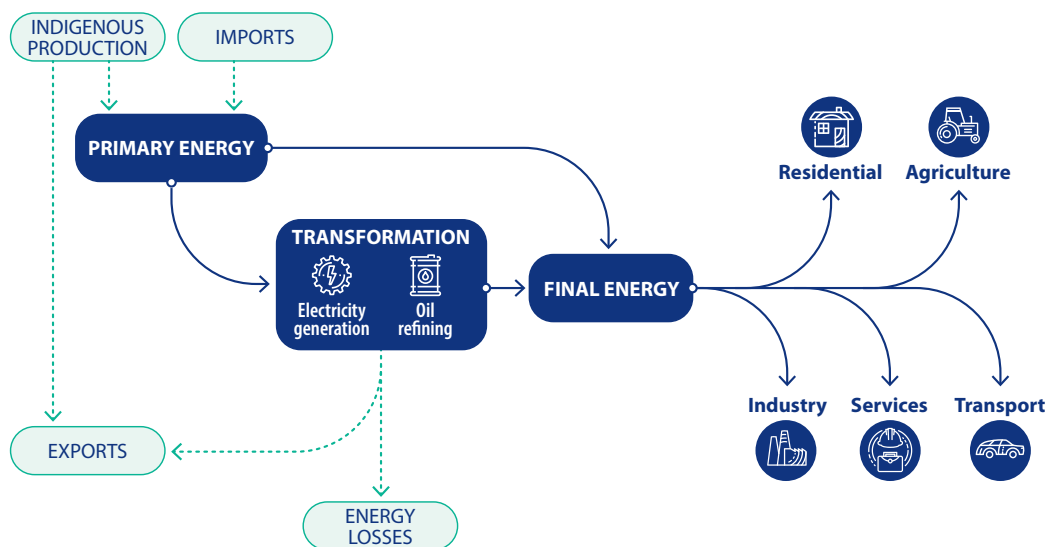 INDIGENOUS
PRODUCTION
IMPORTS
PRIMARY ENERGY
Residential
Agriculture
TRANSFORMATION
Electricity
generation
Oil
refining
FINAL ENERGY
Industry
Services
Transport
EXPORTS
ENERGY
LOSSES